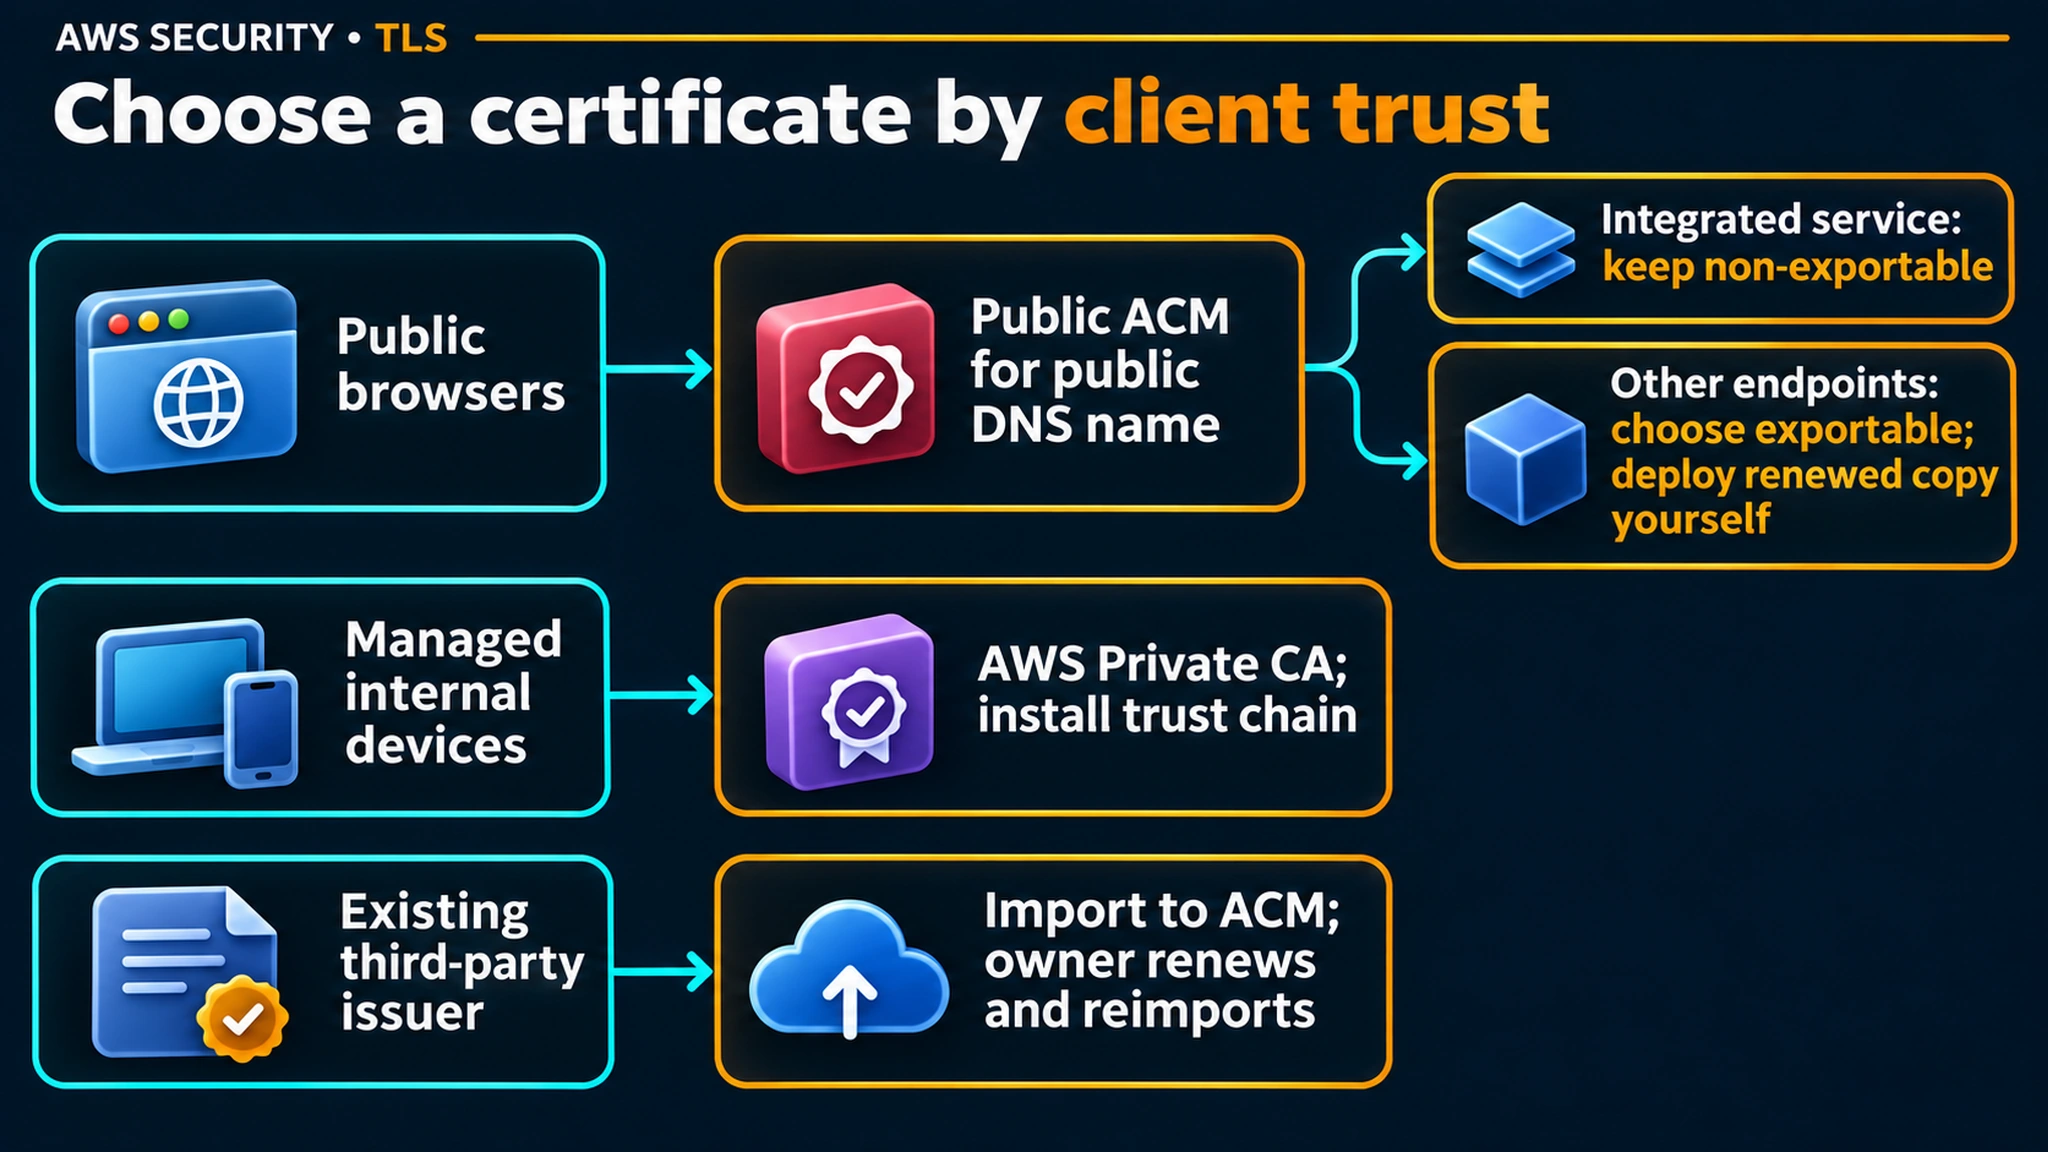 AWS SECURITY • TLS
Choose a certificate by client trust
Public
browsers
Public ACM
for public
DNS name
Integrated service:
keep non-exportable
Other endpoints:
choose exportable;
deploy renewed copy
yourself
Managed
internal
devices
AWS Private CA;
install trust chain
Existing
third-party
issuer
Import to ACM;
owner renews
and reimports